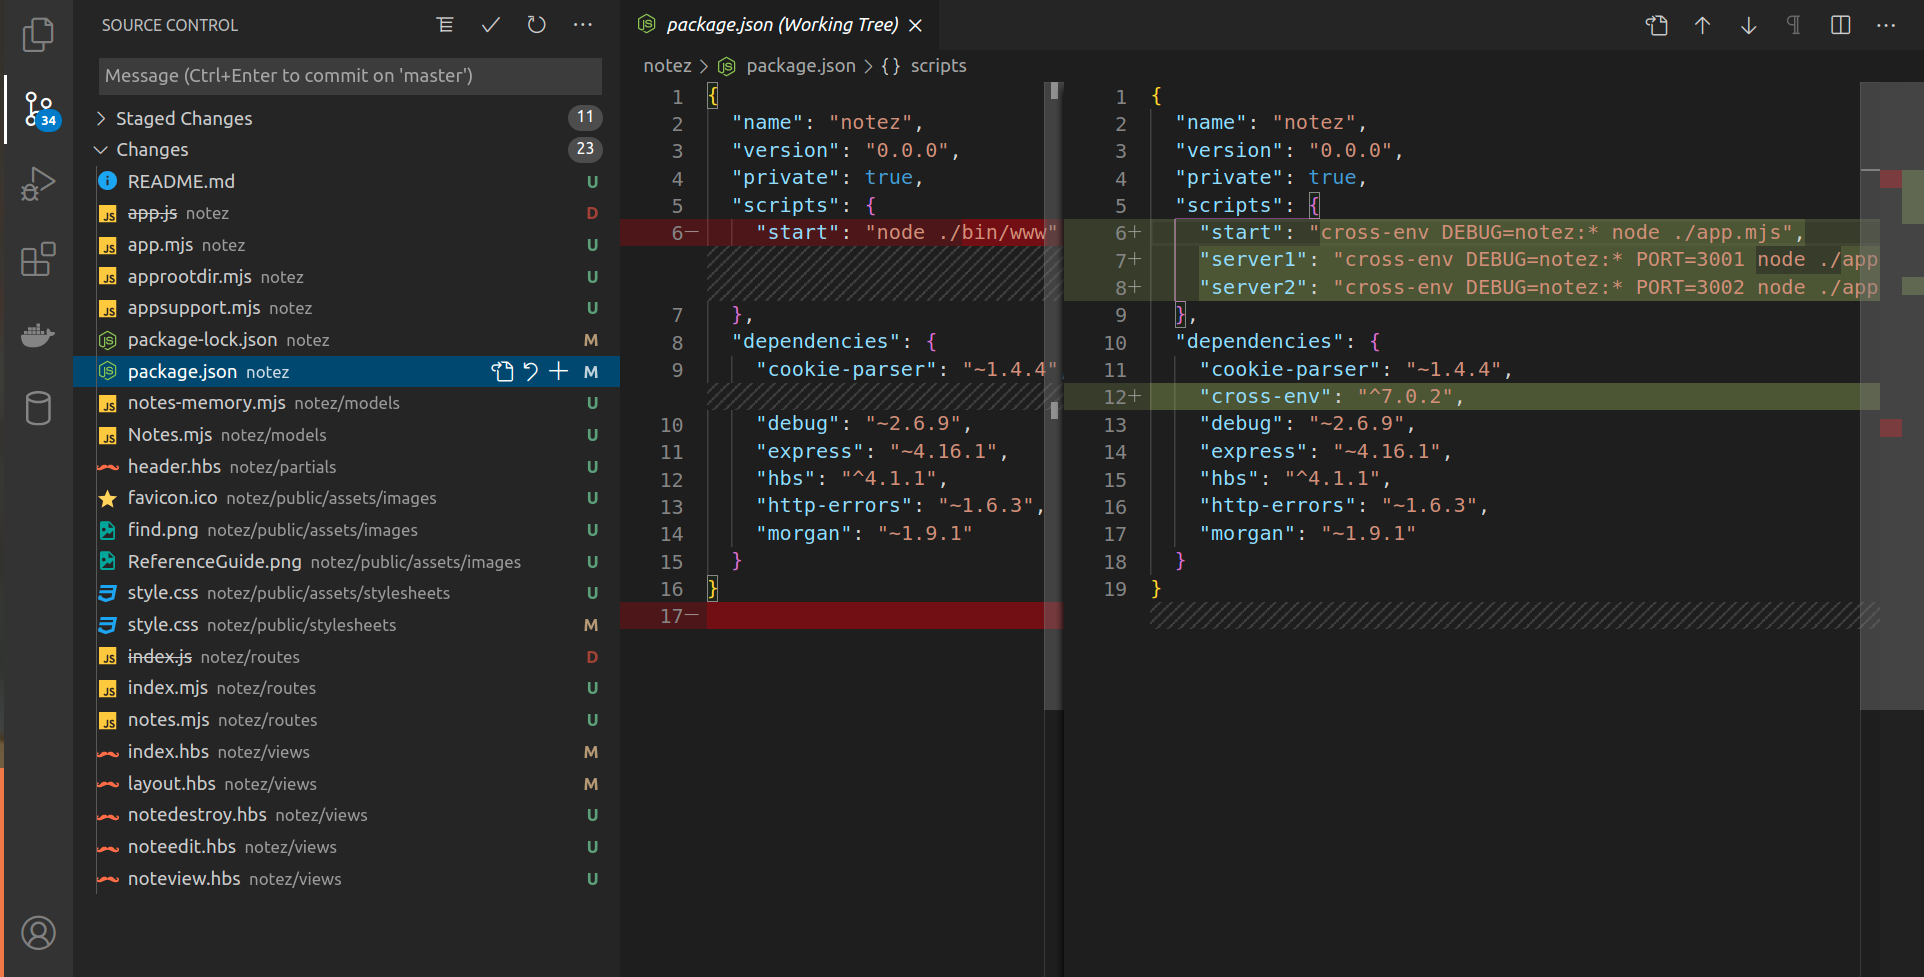 SOURCE CONTROL
Message (Ctrl+Enter to commit on 'master')
Staged Changes 11
Changes 23
34
README.md U
app.js notez D
app.mjs notez U
approotdir.mjs notez U
appsupport.mjs notez U
package-lock.json notez M
package.json notez M
notes-memory.mjs notez/models U
Notes.mjs notez/models U
header.hbs notez/partials U
favicon.ico notez/public/assets/images U
find.png notez/public/assets/images U
ReferenceGuide.png notez/public/assets/images U
style.css notez/public/assets/stylesheets U
style.css notez/public/stylesheets M
index.js notez/routes D
index.mjs notez/routes U
notes.mjs notez/routes U
index.hbs notez/views M
layout.hbs notez/views M
notedestroy.hbs notez/views U
noteedit.hbs notez/views U
noteview.hbs notez/views U
package.json (Working Tree)
notez > package.json > {} scripts
1 {
2 "name": "notez",
3 "version": "0.0.0",
4 "private": true,
5 "scripts": {
6− "start": "node ./bin/www"
7 },
8 "dependencies": {
9 "cookie-parser": "~1.4.4"
10 "debug": "~2.6.9",
11 "express": "~4.16.1",
12 "hbs": "^4.1.1",
13 "http-errors": "~1.6.3",
14 "morgan": "~1.9.1"
15 }
16 }
17−
1 {
2 "name": "notez",
3 "version": "0.0.0",
4 "private": true,
5 "scripts": {
6+ "start": "cross-env DEBUG=notez:* node ./app.mjs",
7+ "server1": "cross-env DEBUG=notez:* PORT=3001 node ./app
8+ "server2": "cross-env DEBUG=notez:* PORT=3002 node ./app
9 },
10 "dependencies": {
11 "cookie-parser": "~1.4.4",
12+ "cross-env": "^7.0.2",
13 "debug": "~2.6.9",
14 "express": "~4.16.1",
15 "hbs": "^4.1.1",
16 "http-errors": "~1.6.3",
17 "morgan": "~1.9.1"
18 }
19 }